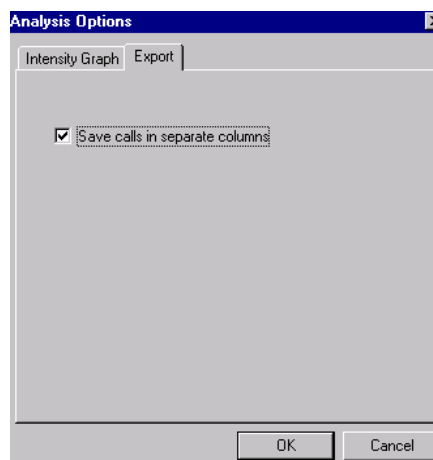 Analysis Options
Intensity Graph Export
Save calls in separate columns
OK Cancel